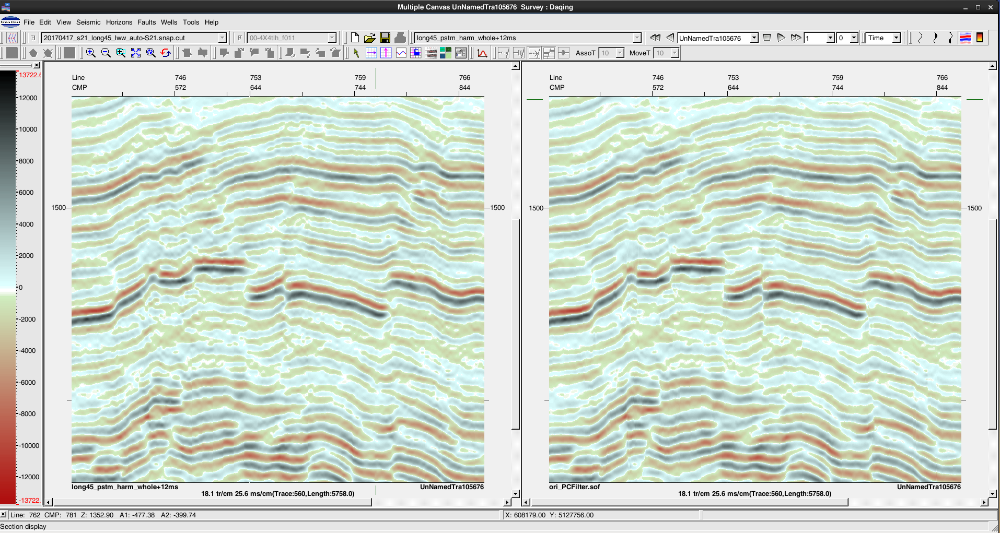 Multiple Canvas UnNamedTra105676 Survey : Daqing
GeoEast File Edit View Seismic Horizons Faults Wells Tools Help
H 20170417_s21_long45_lww_auto-S21.snap.cut F 00-4X4tlh_f011 long45_pstm_harm_whole+12ms UnNamedTra105676 1 0 Time
AssoT 10 MoveT 10
13722.6
12000
10000
8000
6000
4000
2000
0
-2000
-4000
-6000
-8000
-10000
-12000
-13722.
Line 746 753 759 766
CMP 572 644 744 844
1500 1500
long45_pstm_harm_whole+12ms UnNamedTra105676
18.1 tr/cm 25.6 ms/cm(Trace:560,Length:5758.0)
Line 746 753 759 766
CMP 572 644 744 844
1500 1500
ori_PCFilter.sof UnNamedTra105676
18.1 tr/cm 25.6 ms/cm(Trace:560,Length:5758.0)
Line: 762 CMP: 781 Z: 1352.90 A1: -477.38 A2: -399.74 X: 608179.00 Y: 5127756.00
Section display